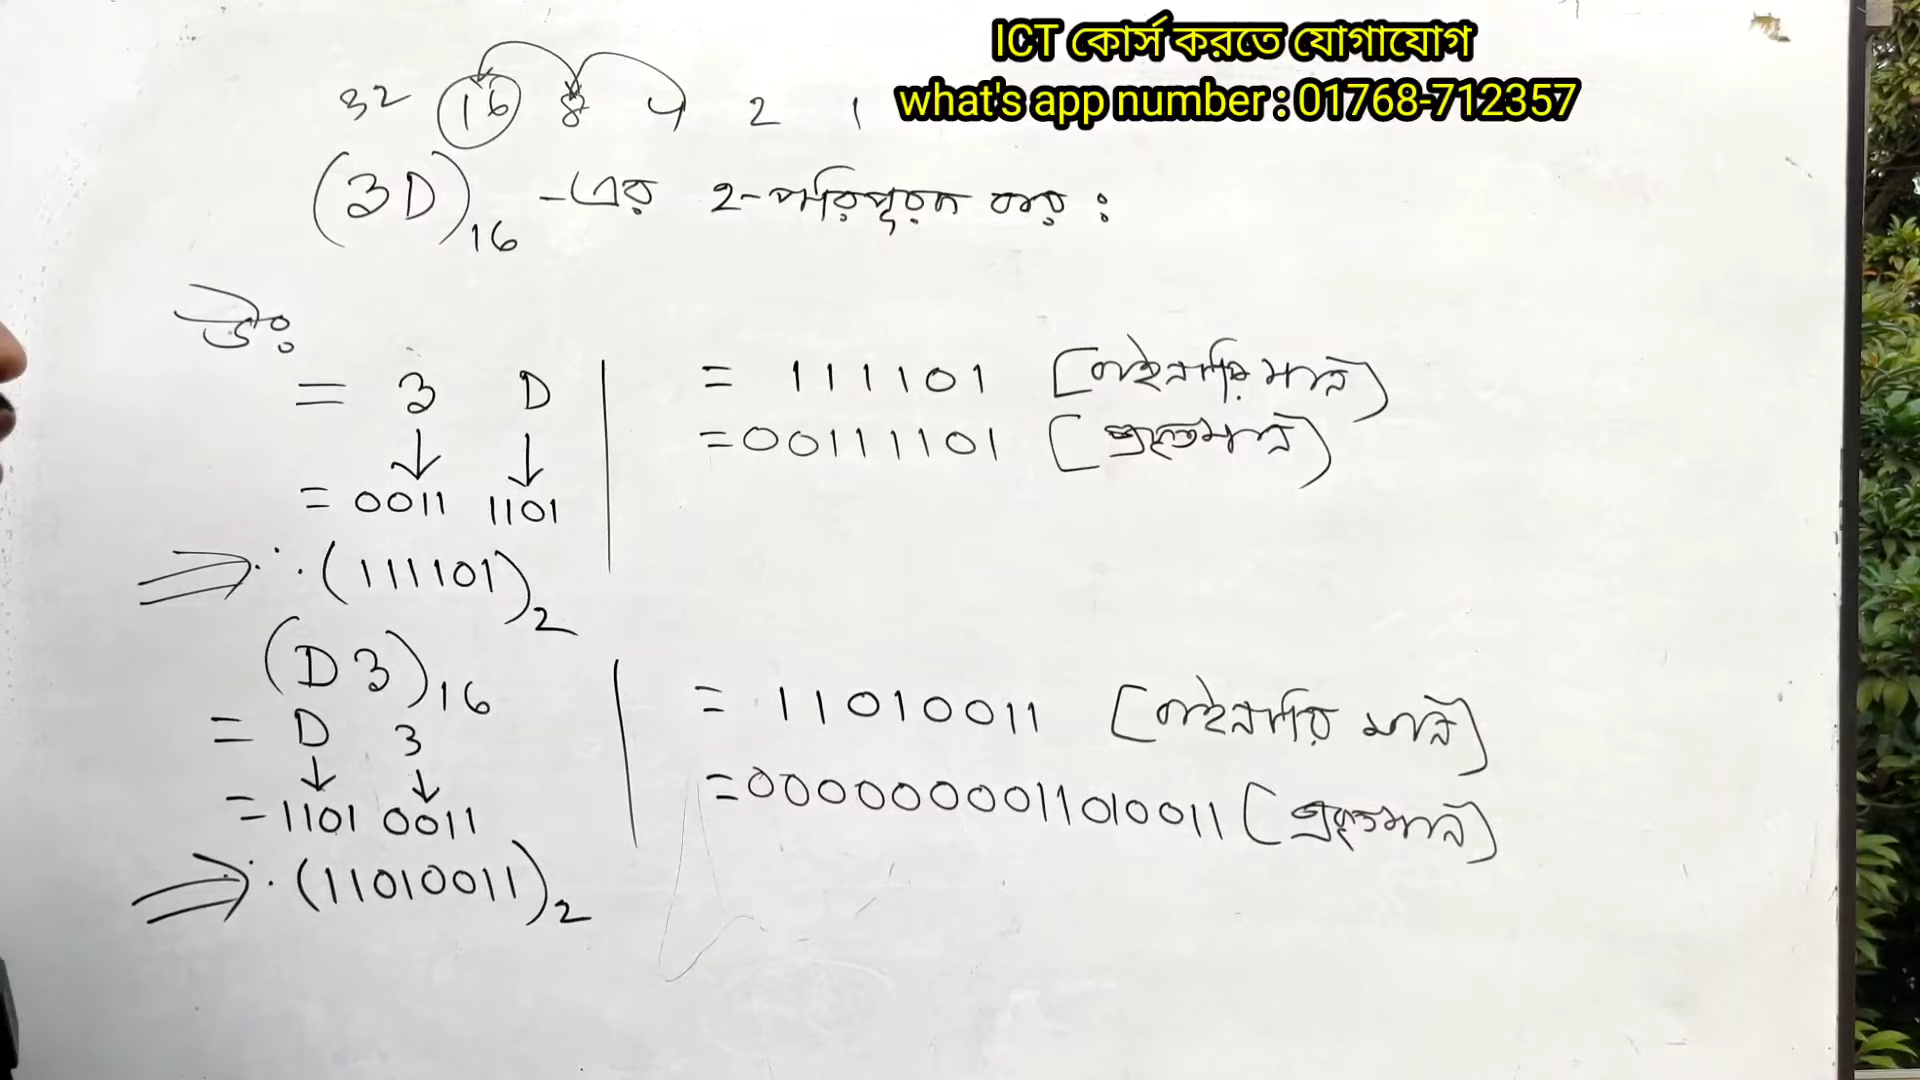 ICT কোর্স করতে যোগাযোগ
what's app number : 01768-712357
32 16 8 4 2 1
(3D)16 -এর 2-পরিপূরক কর :
উঃ
= 3 D
↓ ↓
= 0011 1101
⇒ ∴ (111101)2
= 111101 [বাইনারি মান]
= 00111101 [প্রকৃতমান]
(D3)16
= D 3
↓ ↓
= 1101 0011
⇒ ∴ (11010011)2
= 11010011 [বাইনারি মান]
= 0000000011010011 [প্রকৃতমান]